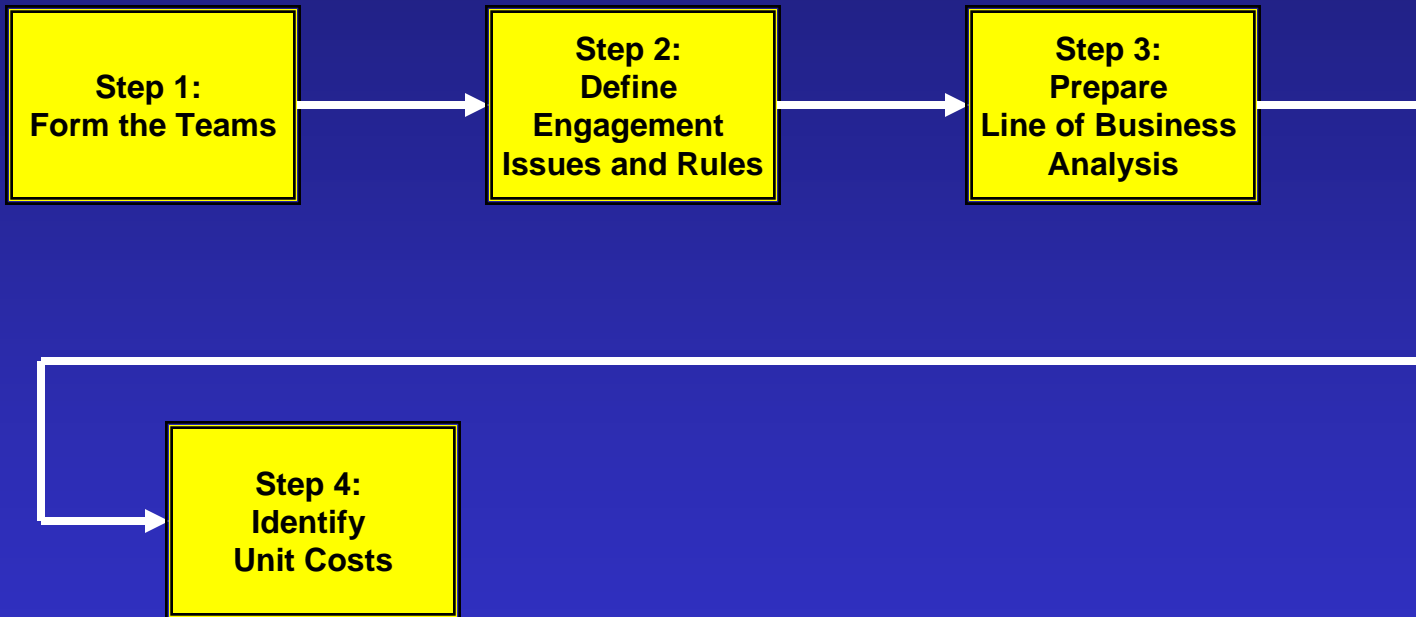 Step 1:
Form the Teams
Step 2:
Define
Engagement
Issues and Rules
Step 3:
Prepare
Line of Business
Analysis
Step 4:
Identify
Unit Costs